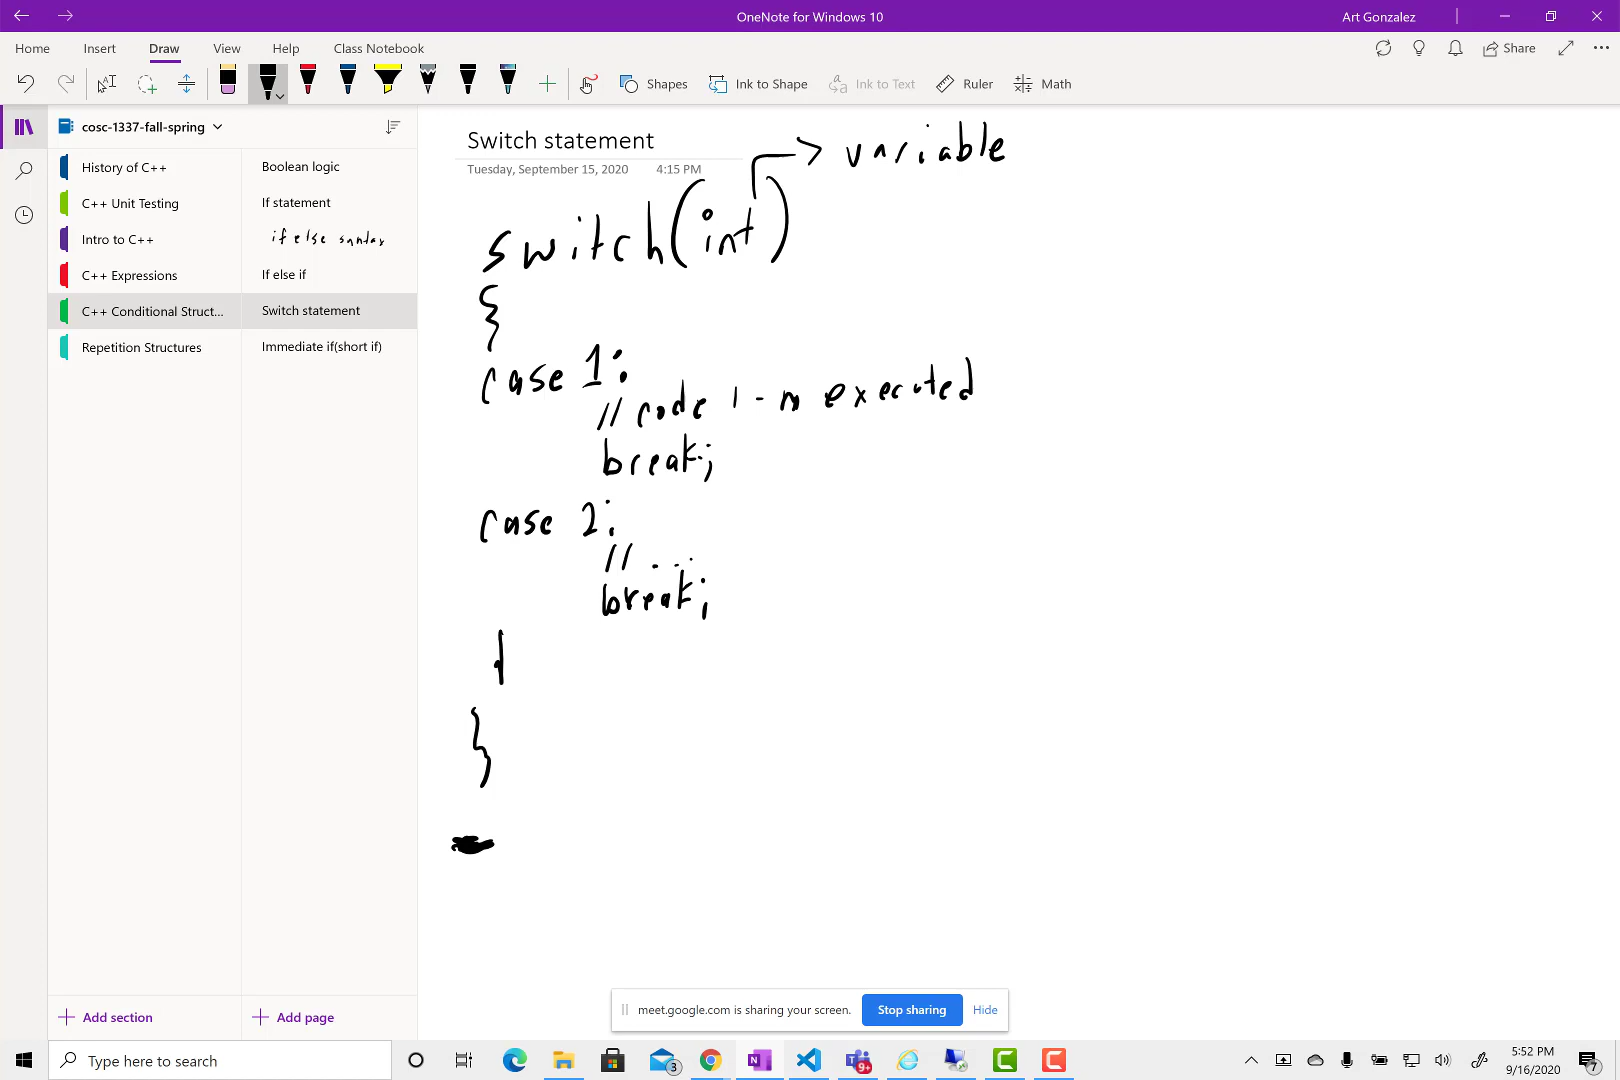 OneNote for Windows 10
Art Gonzalez
Home Insert Draw View Help Class Notebook
Share
Shapes Ink to Shape Ink to Text Ruler Math
cosc-1337-fall-spring
History of C++
C++ Unit Testing
Intro to C++
C++ Expressions
C++ Conditional Struct...
Repetition Structures
Boolean logic
If statement
if else syntax
If else if
Switch statement
Immediate if(short if)
Switch statement
Tuesday, September 15, 2020 4:15 PM
variable
switch(int)
{
case 1:
// code 1-n executed
break;
case 2:
// ...
break;
}
Add section
Add page
meet.google.com is sharing your screen. Stop sharing Hide
Type here to search
3
N
9+
5:52 PM
9/16/2020
7